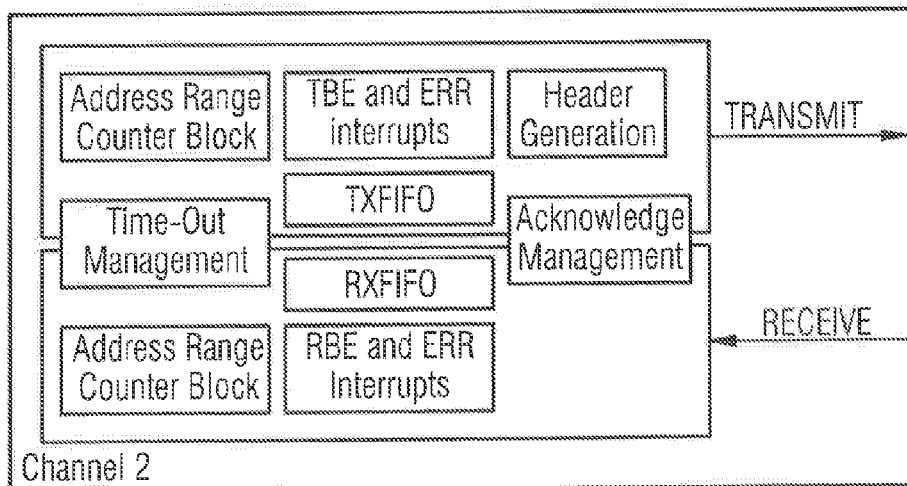 Address Range
Counter Block
TBE and ERR
interrupts
Header
Generation
TRANSMIT
TXFIFO
Time-Out
Management
Acknowledge
Management
RXFIFO
RECEIVE
Address Range
Counter Block
RBE and ERR
Interrupts
Channel 2